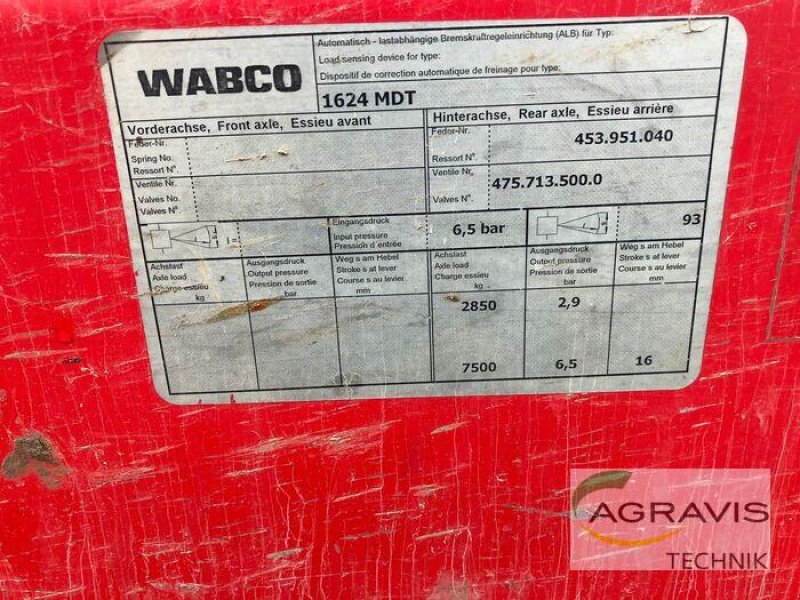 WABCO
Automatisch - lastabhängige Bremskraftregeleinrichtung (ALB) für Typ:
Load sensing device for type:
Dispositif de correction automatique de freinage pour type:
1624 MDT
Vorderachse, Front axle, Essieu avant
Hinterachse, Rear axle, Essieu arrière
Feder-Nr.
Spring No.
Ressort N°.
Feder-Nr.
Ressort N°.
453.951.040
Ventile Nr.
Valves No.
Valves N°.
Ventile Nr.
Valves N°.
475.713.500.0
l =
Eingangsdruck
Input pressure
Pression d'entrée
6,5 bar
93
Achslast
Axle load
Charge essieu
kg
Ausgangsdruck
Output pressure
Pression de sortie
bar
Weg s am Hebel
Stroke s at lever
Course s au levier
mm
Achslast
Axle load
Charge essieu
kg
Ausgangsdruck
Output pressure
Pression de sortie
bar
Weg s am Hebel
Stroke s at lever
Course s au levier
mm
2850 2,9
7500 6,5 16
AGRAVIS
TECHNIK